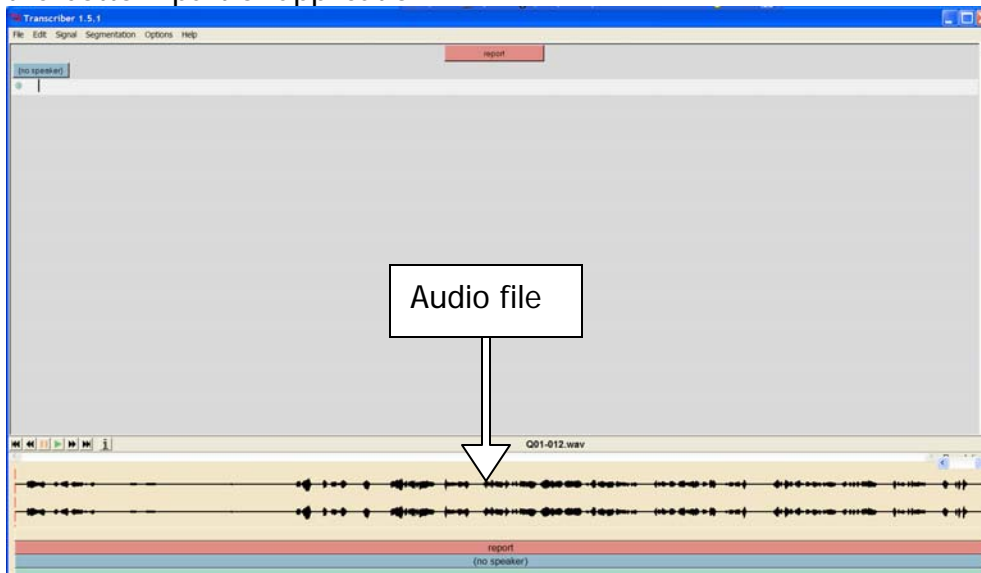 Transcriber 1.5.1
File Edit Signal Segmentation Options Help
report
(no speaker)
Audio file
Q01-012.wav
report
(no speaker)